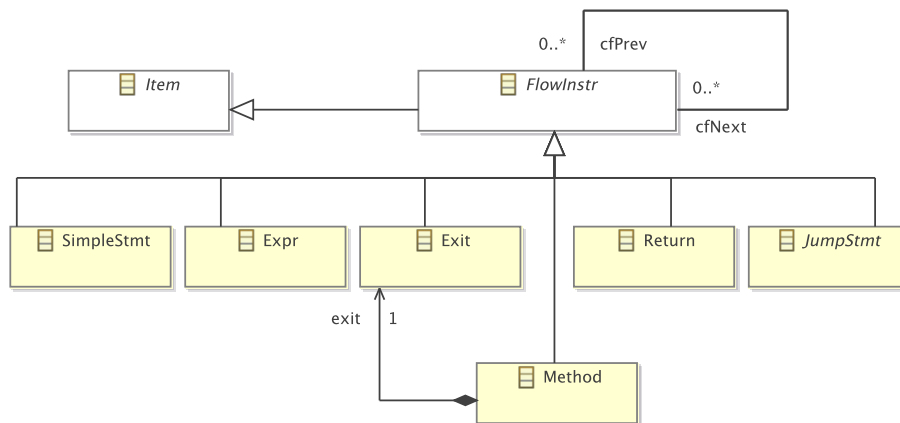 0..*
cfPrev
Item
FlowInstr
0..*
cfNext
SimpleStmt
Expr
Exit
Return
JumpStmt
exit
1
Method